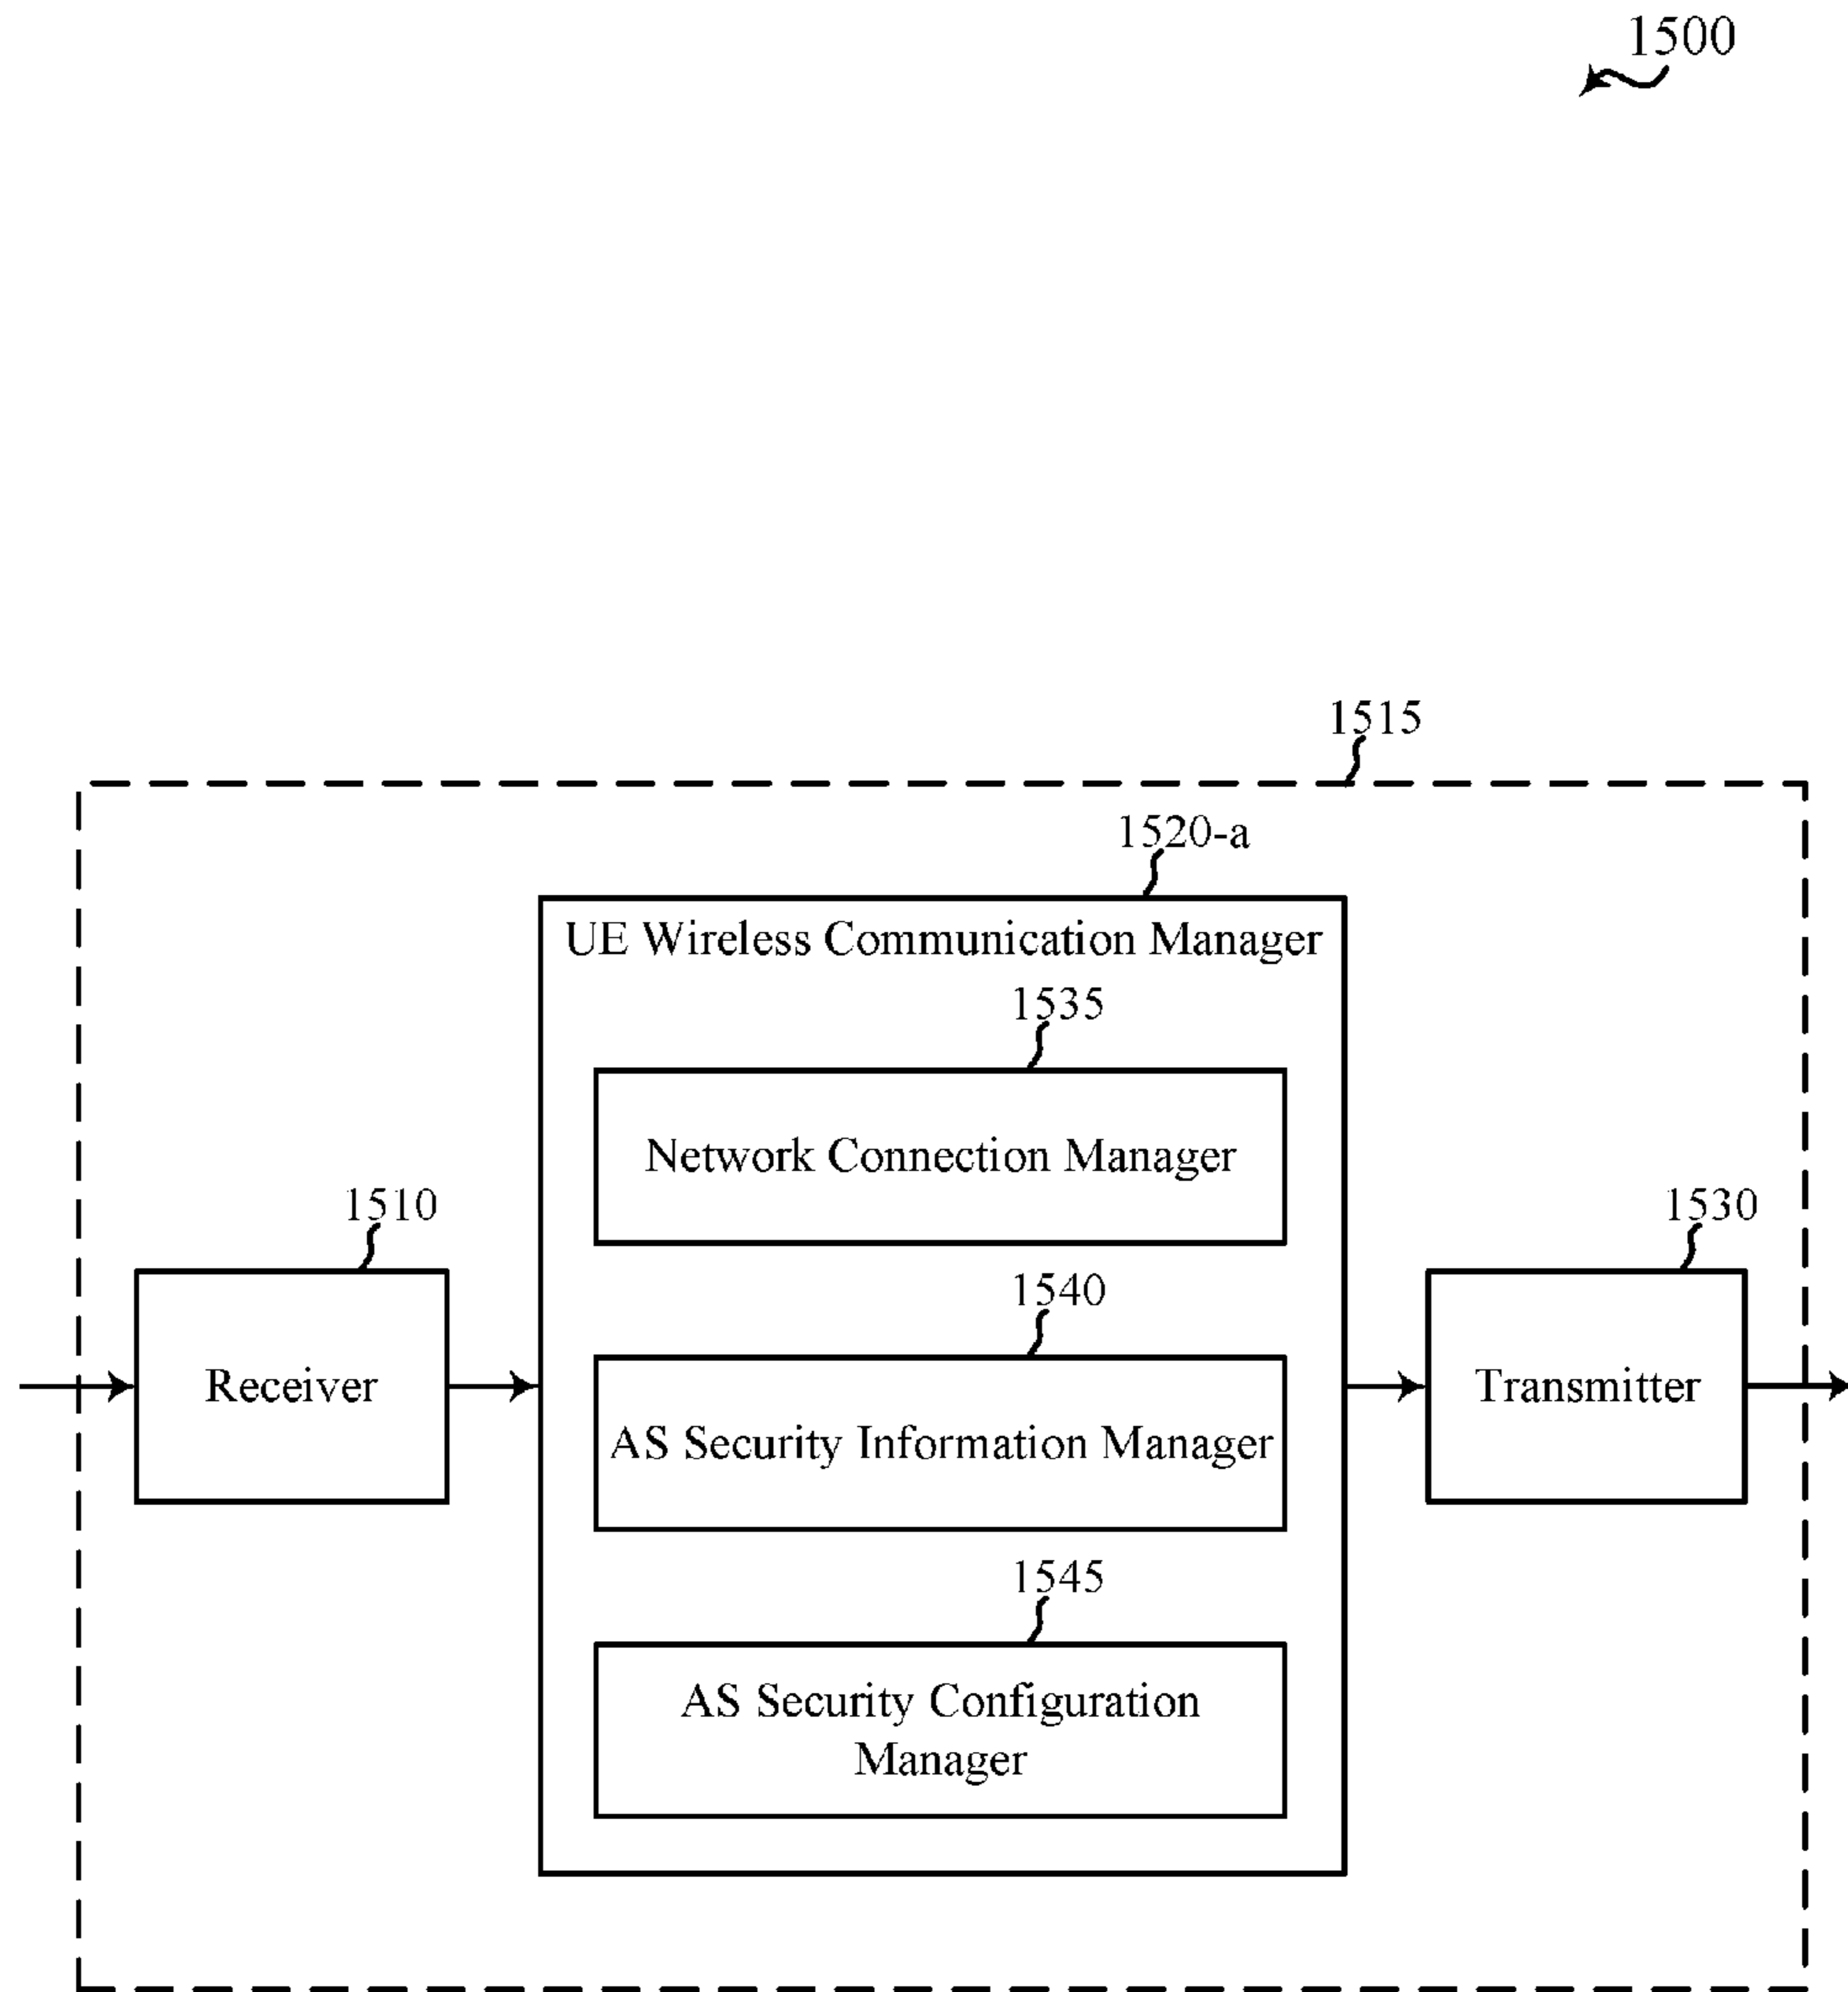 1500
1515
1520-a
UE Wireless Communication Manager
1535
Network Connection Manager
1510
Receiver
1540
AS Security Information Manager
1530
Transmitter
1545
AS Security Configuration
Manager